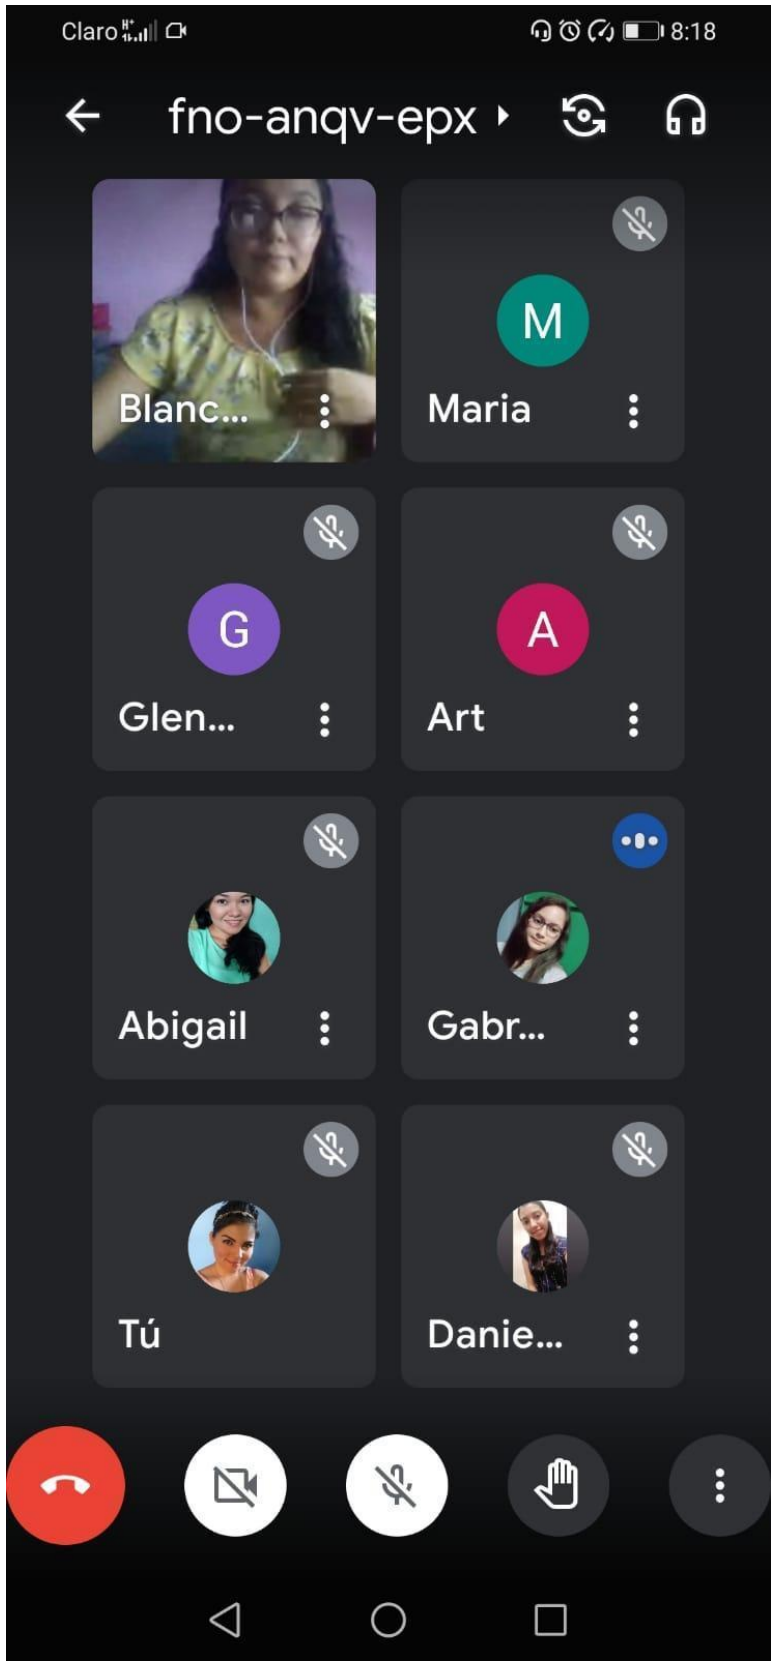 Claro H+ 8:18
fno-anqv-epx
Blanc...
M
Maria
G
Glen...
A
Art
Abigail
Gabr...
Tú
Danie...